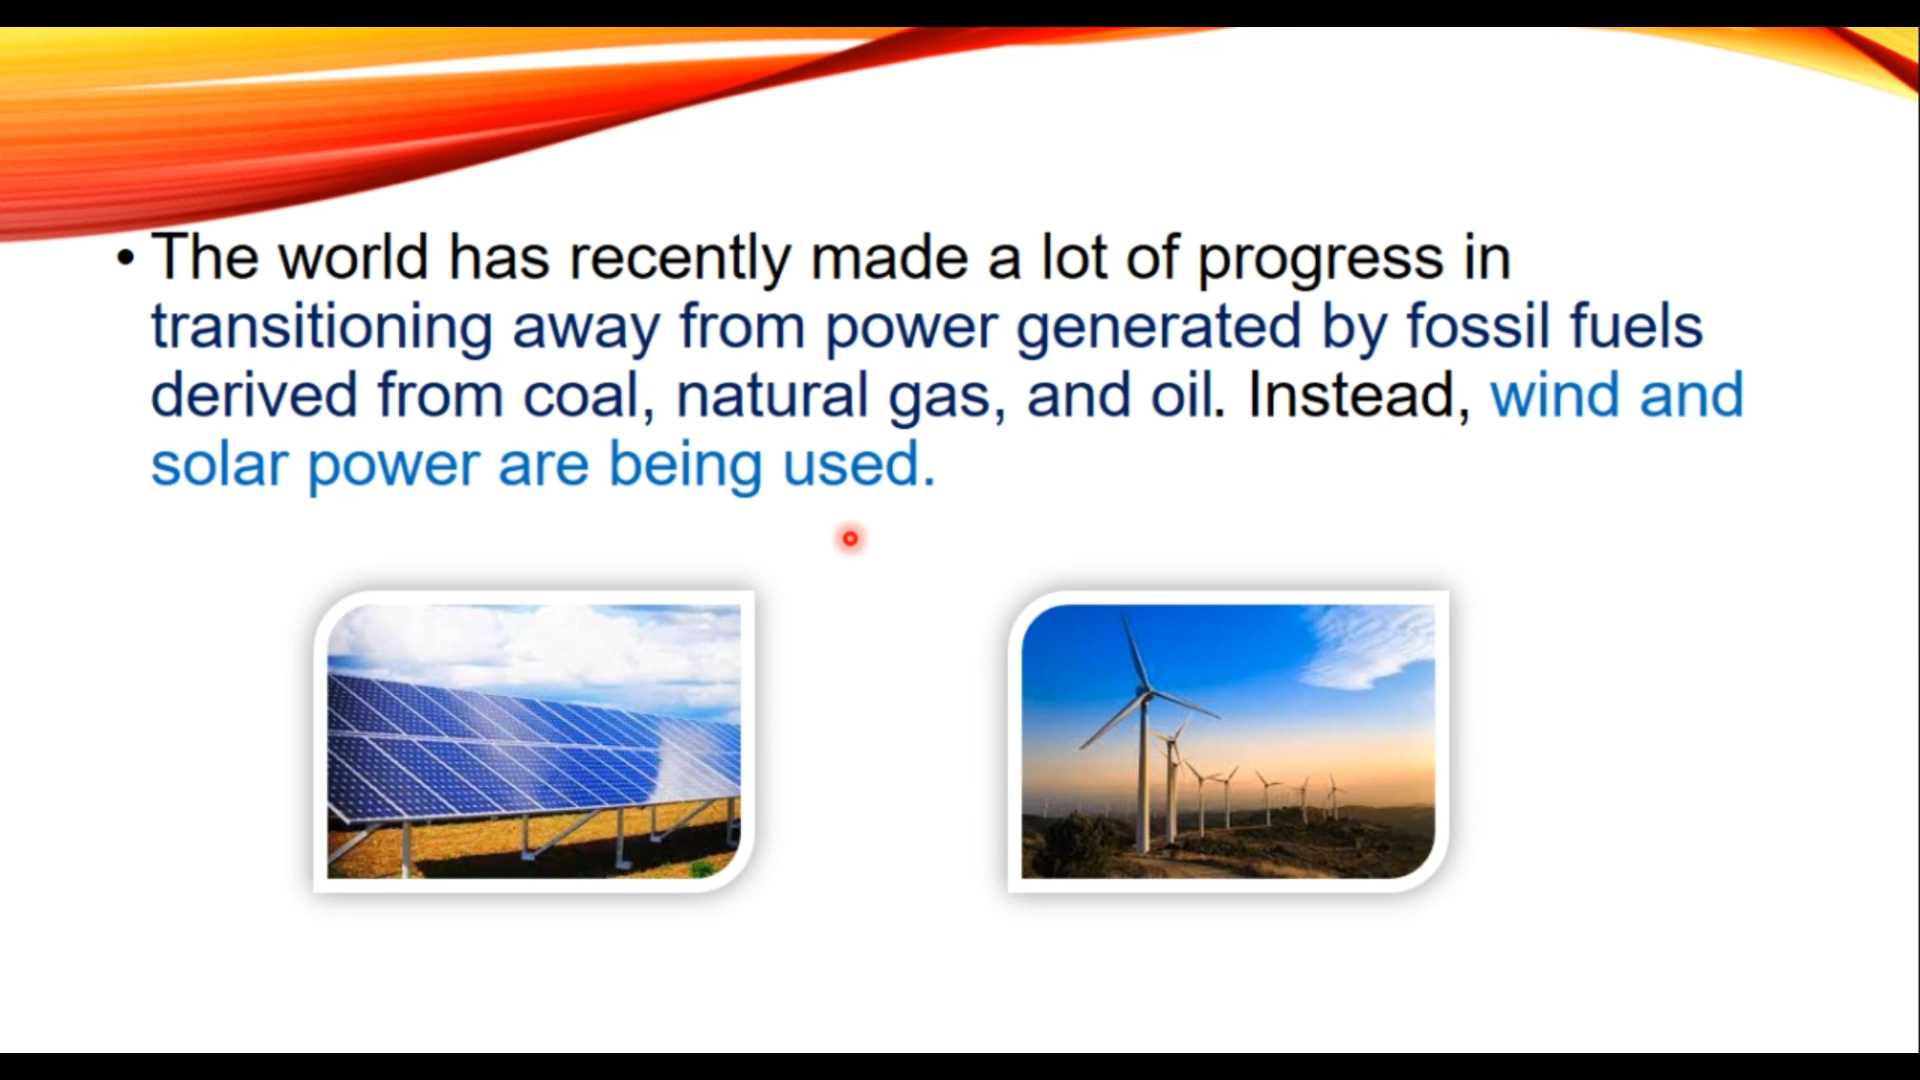 • The world has recently made a lot of progress in
transitioning away from power generated by fossil fuels
derived from coal, natural gas, and oil. Instead, wind and
solar power are being used.